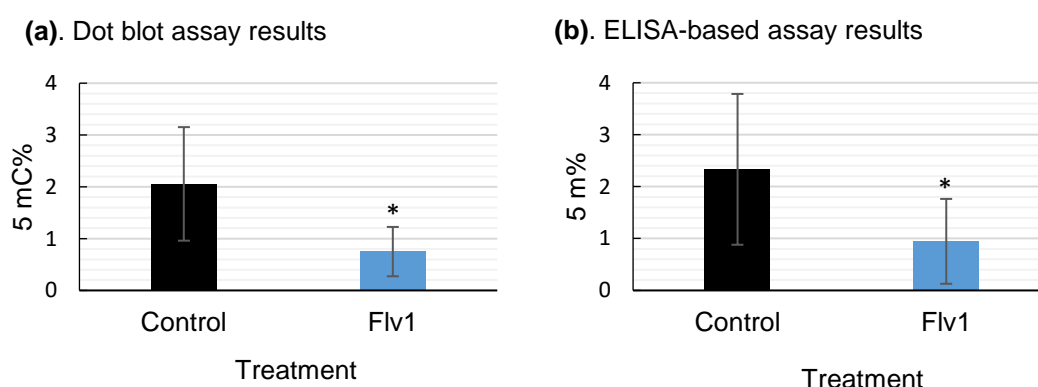 (a). Dot blot assay results
4
3
2
1
0
5 mC%
*
Control Flv1
Treatment
(b). ELISA-based assay results
4
3
2
1
0
5 m%
*
Control Flv1
Treatment